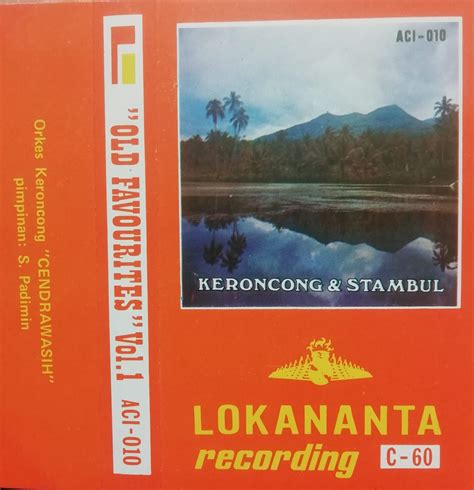 Orkes Keroncong "CENDRAWASIH"
pimpinan: S. Padimin
"OLD FAVOURITES" Vol.1 ACI-010
ACI-010
KERONCONG & STAMBUL
LOKANANTA
recording C-60